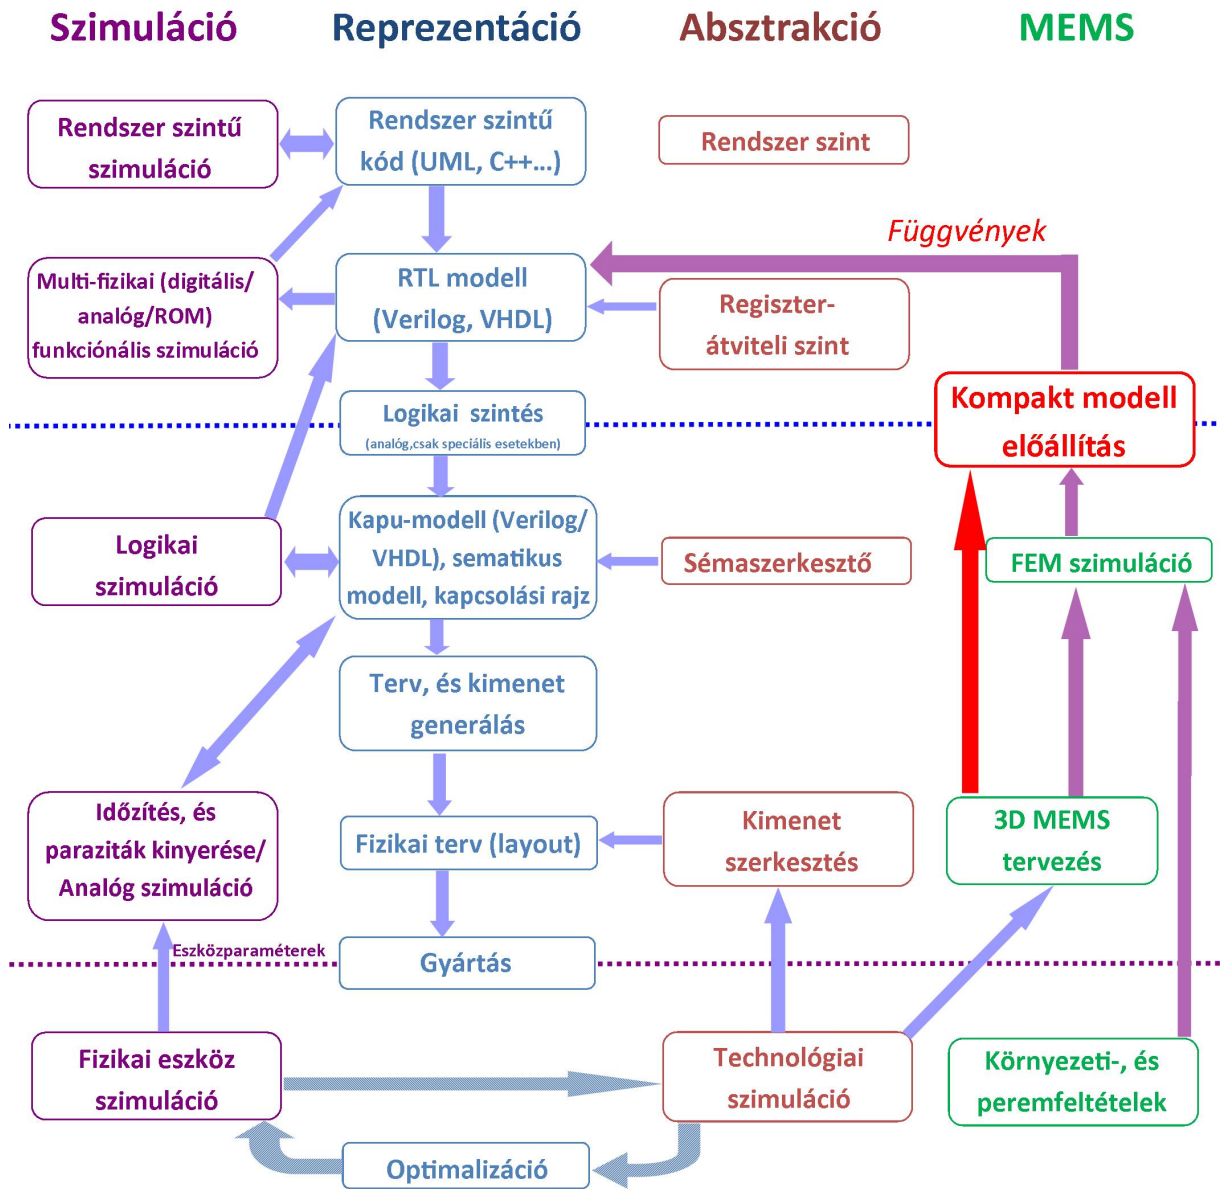 Szimuláció
Reprezentáció
Absztrakció
MEMS
Rendszer szintű
szimuláció
Rendszer szintű
kód (UML, C++...)
Rendszer szint
Függvények
Multi-fizikai (digitális/
analóg/ROM)
funkciónális szimuláció
RTL modell
(Verilog, VHDL)
Regiszter-
átviteli szint
Logikai szintés
(analóg,csak speciális esetekben)
Kompakt modell
előállítás
Logikai
szimuláció
Kapu-modell (Verilog/
VHDL), sematikus
modell, kapcsolási rajz
Sémaszerkesztő
FEM szimuláció
Terv, és kimenet
generálás
Időzítés, és
paraziták kinyerése/
Analóg szimuláció
Fizikai terv (layout)
Kimenet
szerkesztés
3D MEMS
tervezés
Eszközparaméterek
Gyártás
Fizikai eszköz
szimuláció
Technológiai
szimuláció
Környezeti-, és
peremfeltételek
Optimalizáció